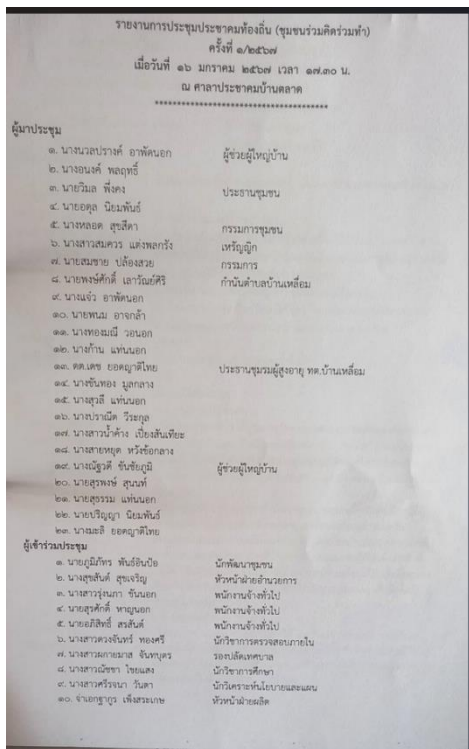 รายงานการประชุมประชาคมท้องถิ่น (ชุมชนร่วมคิดร่วมทำ)
ครั้งที่ ๑/๒๕๖๗
เมื่อวันที่ ๑๖ มกราคม ๒๕๖๗ เวลา ๑๗.๓๐ น.
ณ ศาลาประชาคมบ้านตลาด
***************************************
ผู้มาประชุม
๑. นางนวลปรางค์ อาพัดนอก ผู้ช่วยผู้ใหญ่บ้าน
๒. นางอนงค์ พลฤทธิ์
๓. นายวิมล พึ่งคง ประธานชุมชน
๔. นายอดุล นิยมพันธ์
๕. นางหลอด สุขสีดา กรรมการชุมชน
๖. นางสาวสมควร แต่งพลกรัง เหรัญญิก
๗. นายสมชาย ปล้องสวย กรรมการ
๘. นายพงษ์ศักดิ์ เลาวัณย์ศิริ กำนันตำบลบ้านเหลื่อม
๙. นางแจ๋ว อาพัดนอก
๑๐. นายพนม อาจกล้า
๑๑. นางทองมณี วอนอก
๑๒. นางก้าน แท่นนอก
๑๓. ดต.เดช ยอดญาติไทย ประธานชุมรมผู้สูงอายุ ทต.บ้านเหลื่อม
๑๔. นางขันทอง มูลกลาง
๑๕. นางสุวลี แท่นนอก
๑๖. นางปราณีต วีระกุล
๑๗. นางสาวน้ำค้าง เปี่ยงสันเทียะ
๑๘. นางสายหยุด หวังข้อกลาง
๑๙. นางณัฐวดี ขันชัยภูมิ ผู้ช่วยผู้ใหญ่บ้าน
๒๐. นายสุรพงษ์ สุนนท์
๒๑. นายสุธรรม แท่นนอก
๒๒. นายปริญญา นิยมพันธ์
๒๓. นางมะลิ ยอดญาติไทย
ผู้เข้าร่วมประชุม
๑. นายภูมิภัทร พันธ์อินป้อ นักพัฒนาชุมชน
๒. นางสุขสันต์ สุขเจริญ หัวหน้าฝ่ายอำนวยการ
๓. นางสาวรุ่งนภา ขันนอก พนักงานจ้างทั่วไป
๔. นายสุรศักดิ์ หาญนอก พนักงานจ้างทั่วไป
๕. นายอภิสิทธิ์ สรสันต์ พนักงานจ้างทั่วไป
๖. นางสาวดวงจันทร์ ทองศรี นักวิชาการตรวจสอบภายใน
๗. นางสาวผกายมาส จันทบุตร รองปลัดเทศบาล
๘. นางสาวณัชชา ไขยแสง นักวิชาการศึกษา
๙. นางสาวศรีรจนา วันตา นักวิเคราะห์นโยบายและแผน
๑๐. จ่าเอกฐากูร เพ็งสระเกษ หัวหน้าฝ่ายผลิต